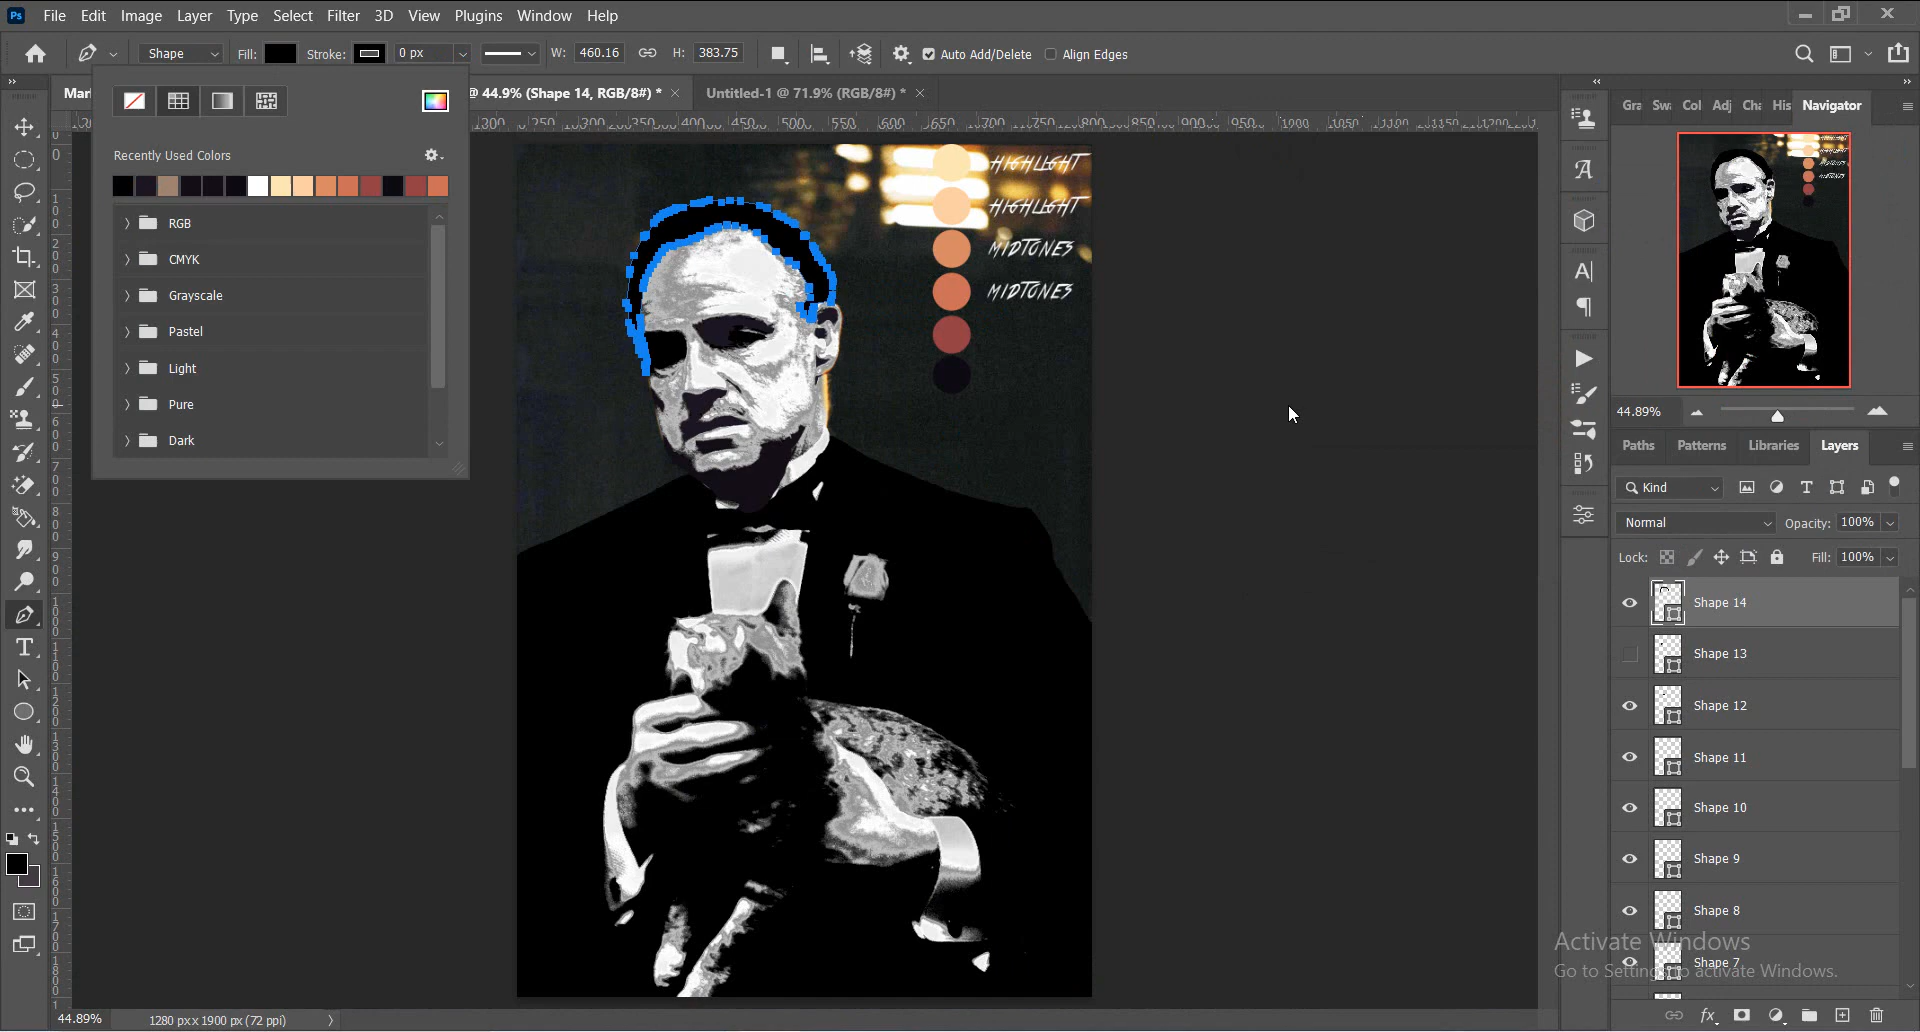 Ps File Edit Image Layer Type Select Filter 3D View Plugins Window Help
Shape Fill: Stroke: 0 px W: 460.16 H: 383.75 Auto Add/Delete Align Edges
@ 44.9% (Shape 14, RGB/8#) *
Untitled-1 @ 71.9% (RGB/8#) *
Recently Used Colors
RGB
CMYK
Grayscale
Pastel
Light
Pure
Dark
HIGHLIGHT
HIGHLIGHT
MIDTONES
MIDTONES
Navigator
44.89%
Paths Patterns Libraries Layers
Kind
Normal Opacity: 100%
Lock: Fill: 100%
Shape 14
Shape 13
Shape 12
Shape 11
Shape 10
Shape 9
Shape 8
Shape 7
Activate Windows
Go to Settings to activate Windows.
44.89% 1280 px x 1900 px (72 ppi)